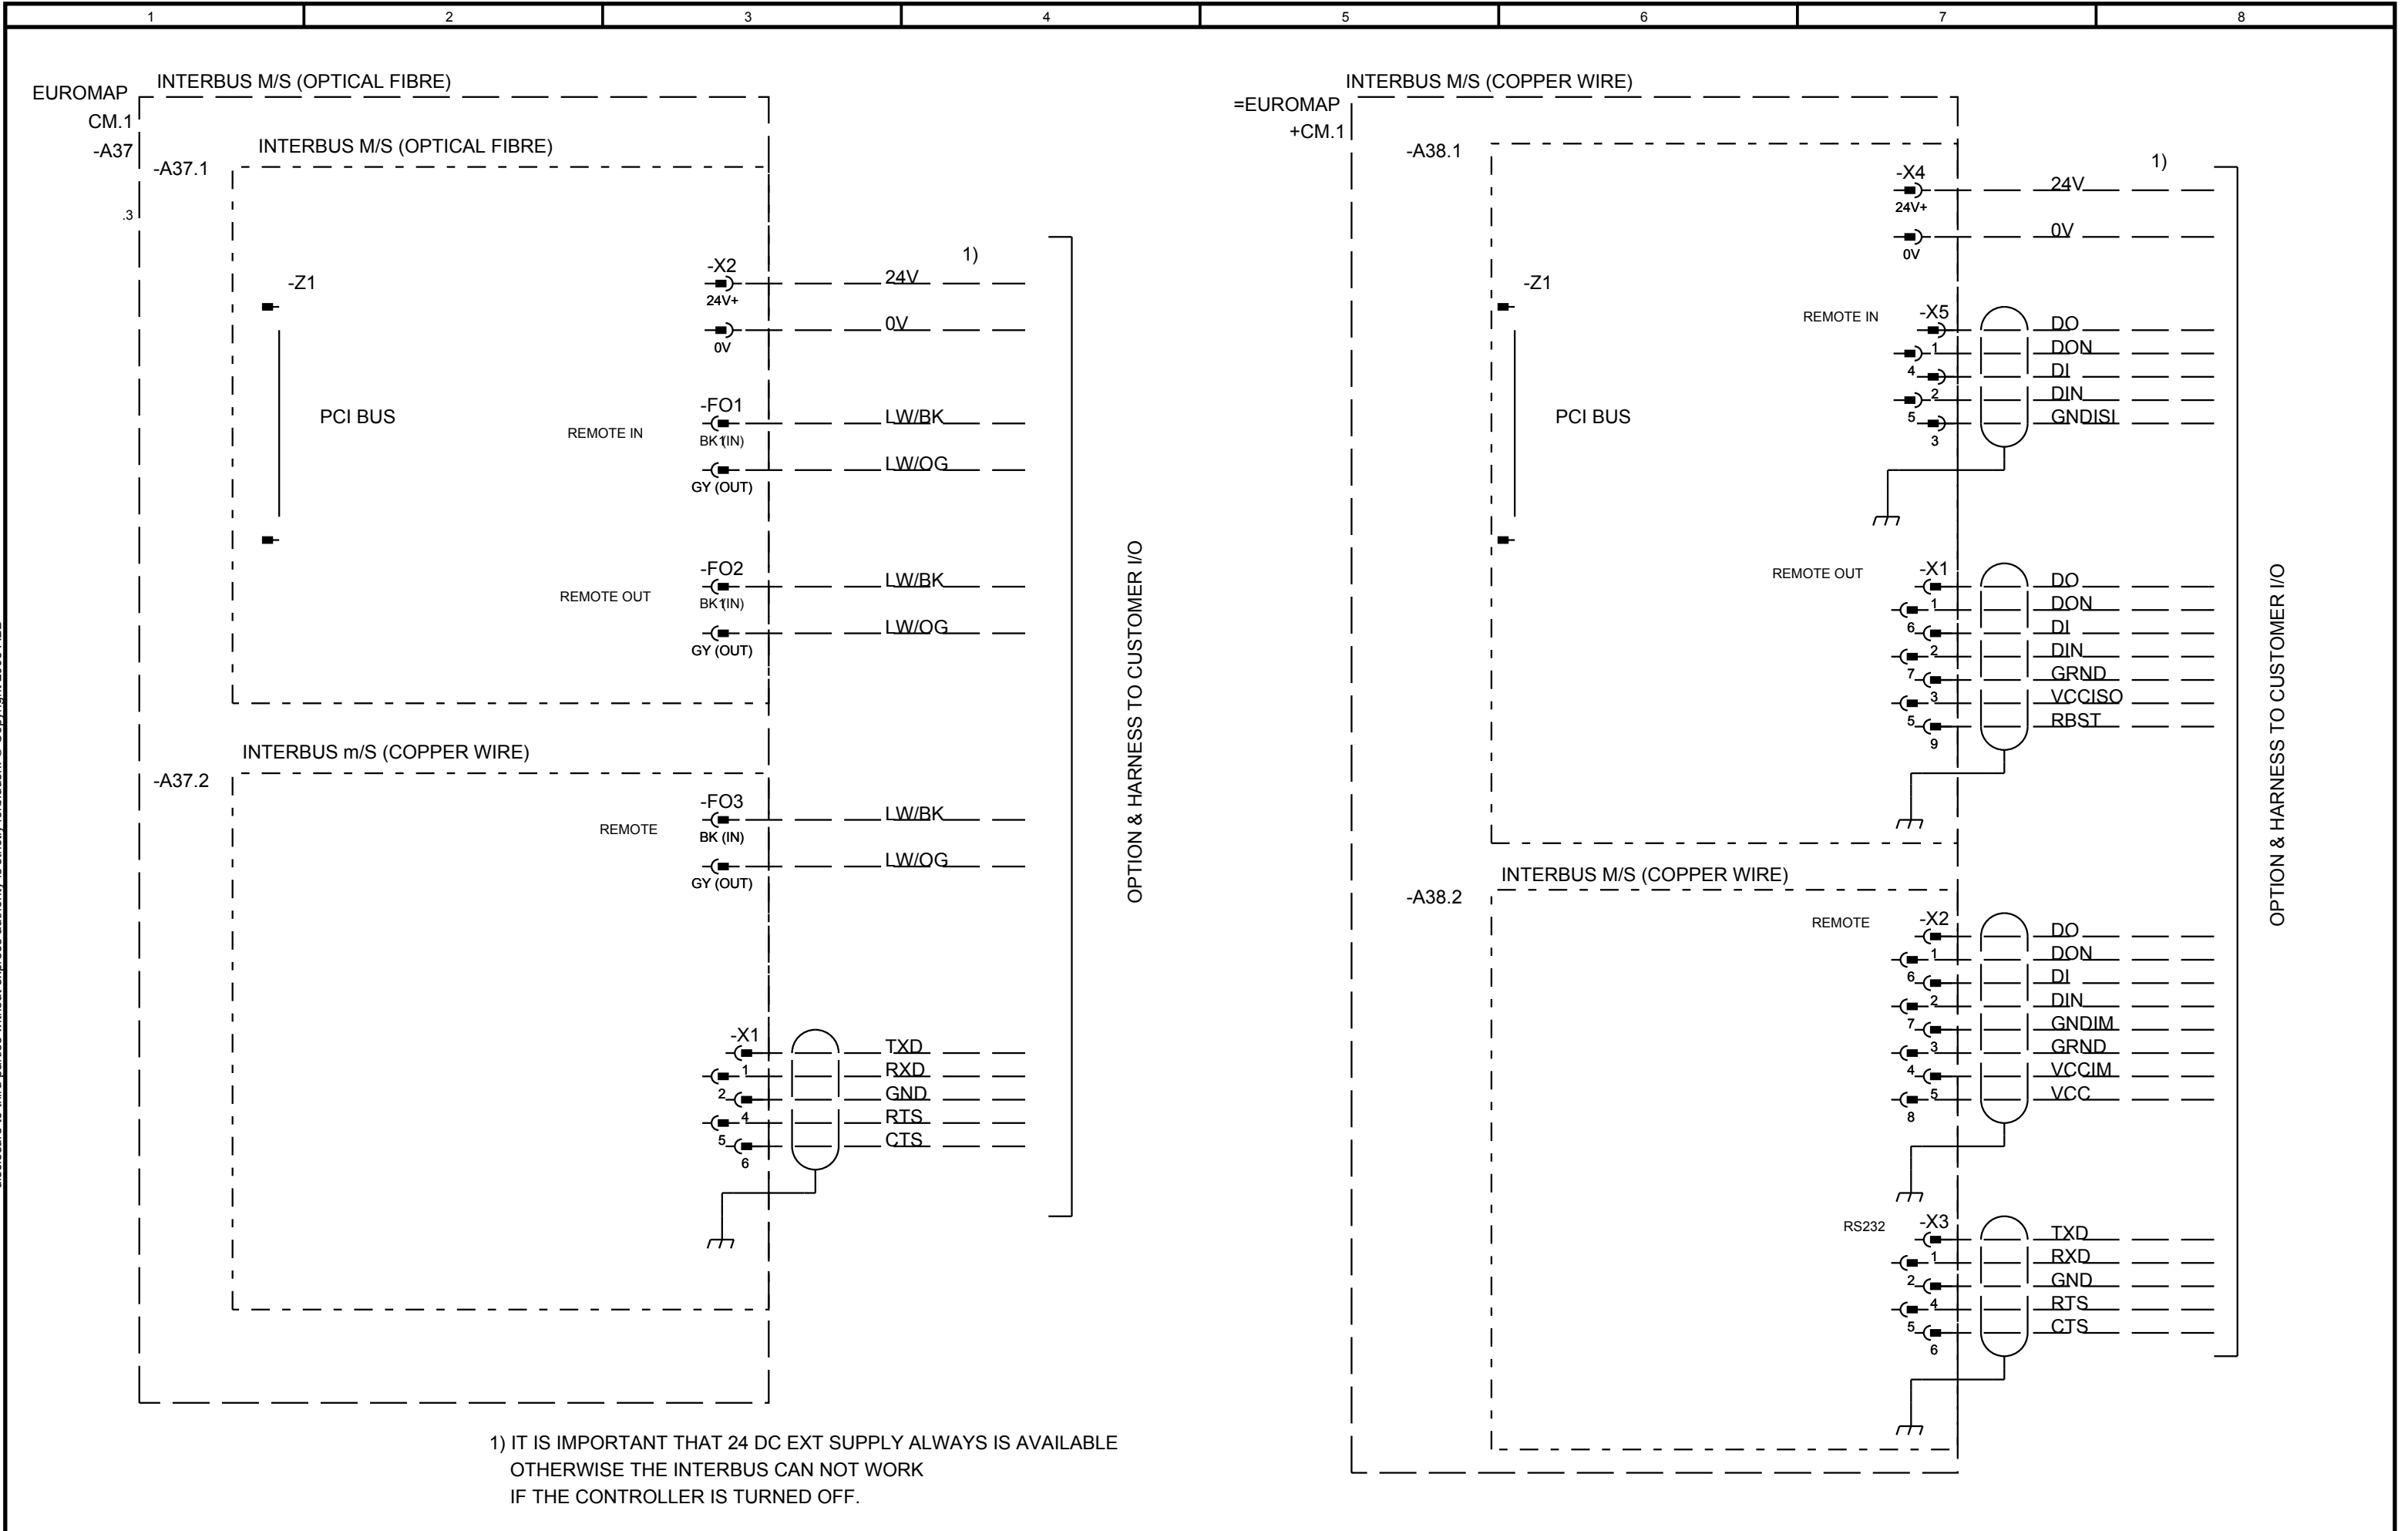 1 2 3 4 5 6 7 8
INTERBUS M/S (OPTICAL FIBRE)
EUROMAP
CM.1
-A37
INTERBUS M/S (OPTICAL FIBRE)
-A37.1
.3
-Z1
PCI BUS
1)
-X2
24V
24V+
0V
0V
REMOTE IN
-FO1
LW/BK
BK1(IN)
LW/OG
GY (OUT)
REMOTE OUT
-FO2
LW/BK
BK1(IN)
LW/OG
GY (OUT)
INTERBUS m/S (COPPER WIRE)
-A37.2
REMOTE
-FO3
LW/BK
BK (IN)
LW/OG
GY (OUT)
-X1
TXD
1
RXD
2
GND
4
RTS
5
CTS
6
OPTION & HARNESS TO CUSTOMER I/O
1) IT IS IMPORTANT THAT 24 DC EXT SUPPLY ALWAYS IS AVAILABLE
OTHERWISE THE INTERBUS CAN NOT WORK
IF THE CONTROLLER IS TURNED OFF.
INTERBUS M/S (COPPER WIRE)
=EUROMAP
+CM.1
-A38.1
-Z1
PCI BUS
1)
-X4
24V
24V+
0V
0V
REMOTE IN
-X5
DO
1
DON
4
DI
2
DIN
5
GNDISI
3
REMOTE OUT
-X1
DO
1
DON
6
DI
2
DIN
7
GRND
3
VCCISO
5
RBST
9
INTERBUS M/S (COPPER WIRE)
-A38.2
REMOTE
-X2
DO
1
DON
6
DI
2
DIN
7
GNDIM
3
GRND
4
VCCIM
5
VCC
8
RS232
-X3
TXD
1
RXD
2
GND
4
RTS
5
CTS
6
OPTION & HARNESS TO CUSTOMER I/O